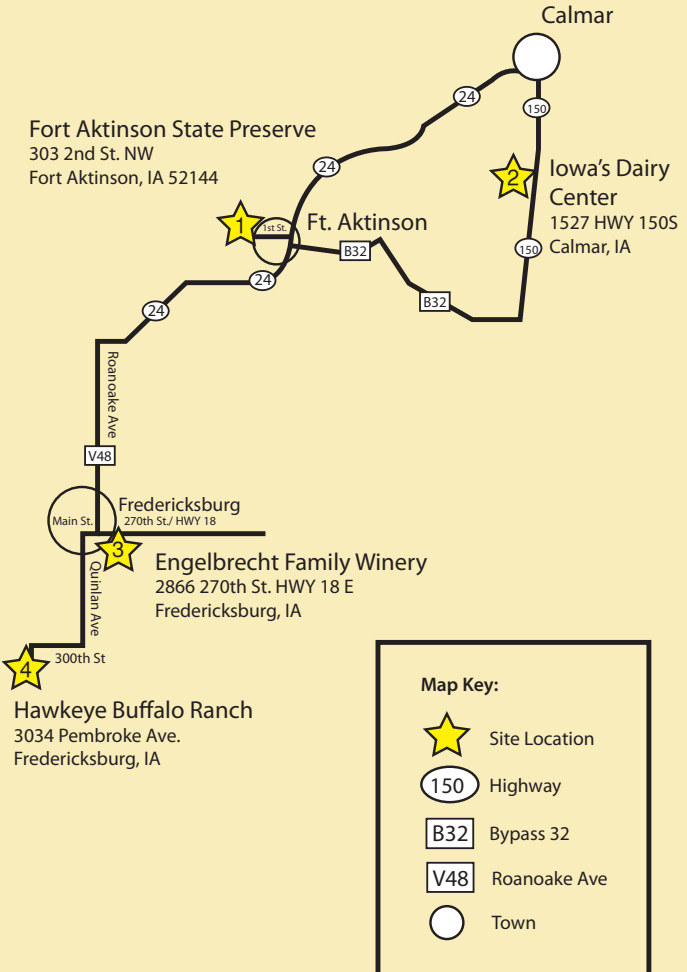 Calmar
24
150
Fort Aktinson State Preserve
303 2nd St. NW
Fort Aktinson, IA 52144
24
2
Iowa's Dairy
Center
1527 HWY 150S
Calmar, IA
1
1st St.
Ft. Aktinson
B32
150
24
B32
24
Roanoake Ave
V48
Fredericksburg
Main St.
270th St./ HWY 18
3
Engelbrecht Family Winery
2866 270th St. HWY 18 E
Fredericksburg, IA
Quinlan Ave
300th St
4
Hawkeye Buffalo Ranch
3034 Pembroke Ave.
Fredericksburg, IA
Map Key:
Site Location
150 Highway
B32 Bypass 32
V48 Roanoake Ave
Town